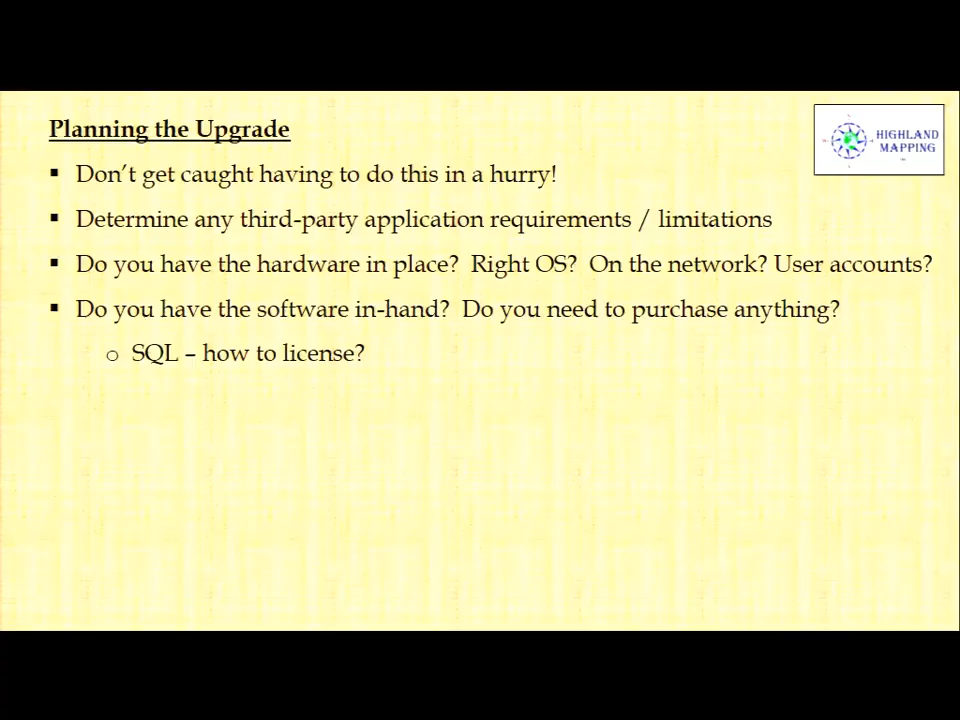 Planning the Upgrade
HIGHLAND
MAPPING
▪ Don't get caught having to do this in a hurry!
▪ Determine any third-party application requirements / limitations
▪ Do you have the hardware in place?  Right OS?  On the network? User accounts?
▪ Do you have the software in-hand?  Do you need to purchase anything?
o SQL – how to license?